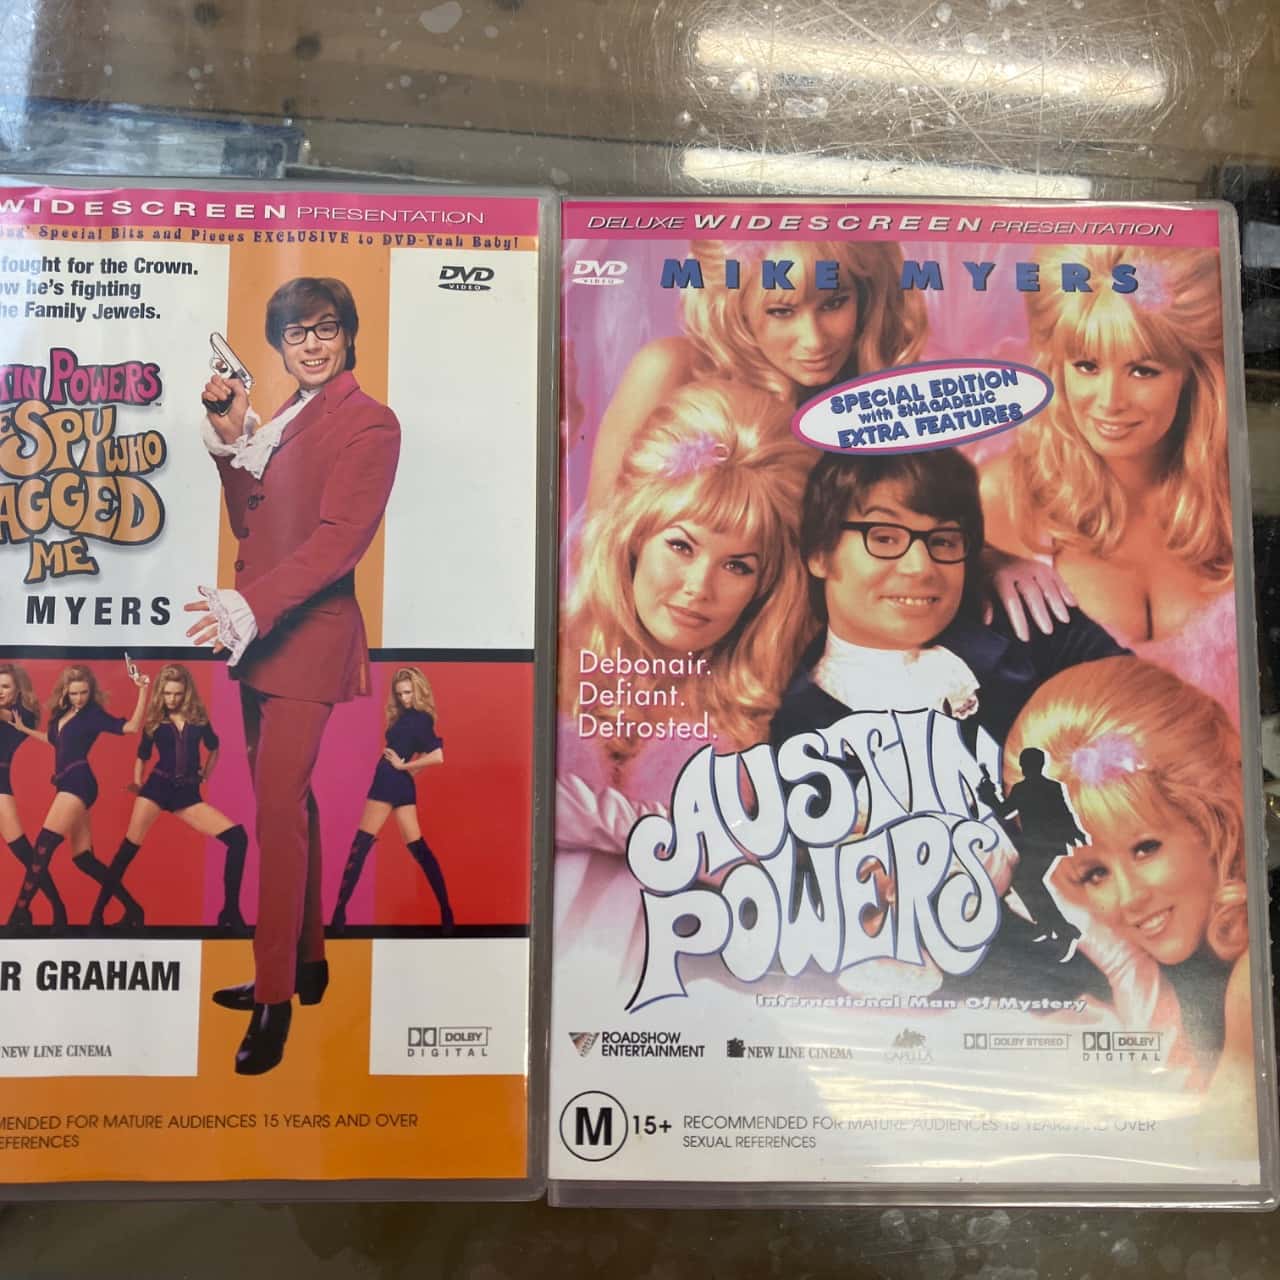 WIDESCREEN PRESENTATION
Special Bits and Pieces EXCLUSIVE to DVD-Yeah Baby!
fought for the Crown.
he's fighting
Family Jewels.
DVD
VIDEO
POWERS
SPY WHO
ME
MYERS
GRAHAM
NEW LINE CINEMA
DOLBY
DIGITAL
FOR MATURE AUDIENCES 15 YEARS AND OVER
DELUXE WIDESCREEN PRESENTATION
DVD
VIDEO
MIKE MYERS
SPECIAL EDITION
with SHAGADELIC
EXTRA FEATURES
Debonair.
Defiant.
Defrosted.
AUSTIN
POWERS
International Man Of Mystery
ROADSHOW
ENTERTAINMENT
NEW LINE CINEMA
CAPELLA
DOLBY STEREO
DOLBY
DIGITAL
M 15+
RECOMMENDED FOR MATURE AUDIENCES 15 YEARS AND OVER
SEXUAL REFERENCES